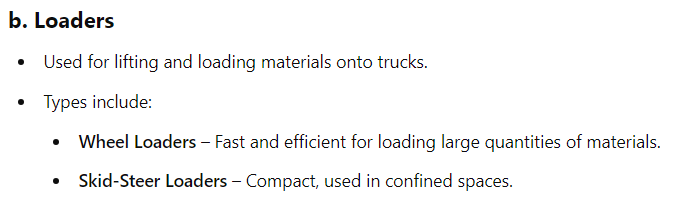 b. Loaders
• Used for lifting and loading materials onto trucks.
• Types include:
• Wheel Loaders – Fast and efficient for loading large quantities of materials.
• Skid-Steer Loaders – Compact, used in confined spaces.